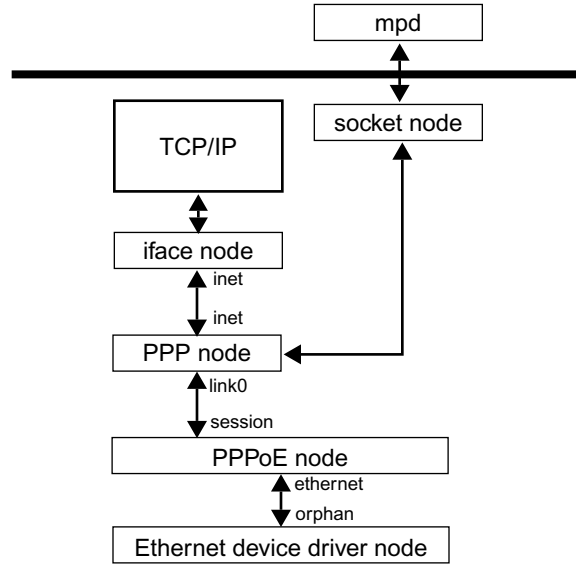 mpd
socket node
TCP/IP
iface node
inet
inet
PPP node
link0
session
PPPoE node
ethernet
orphan
Ethernet device driver node